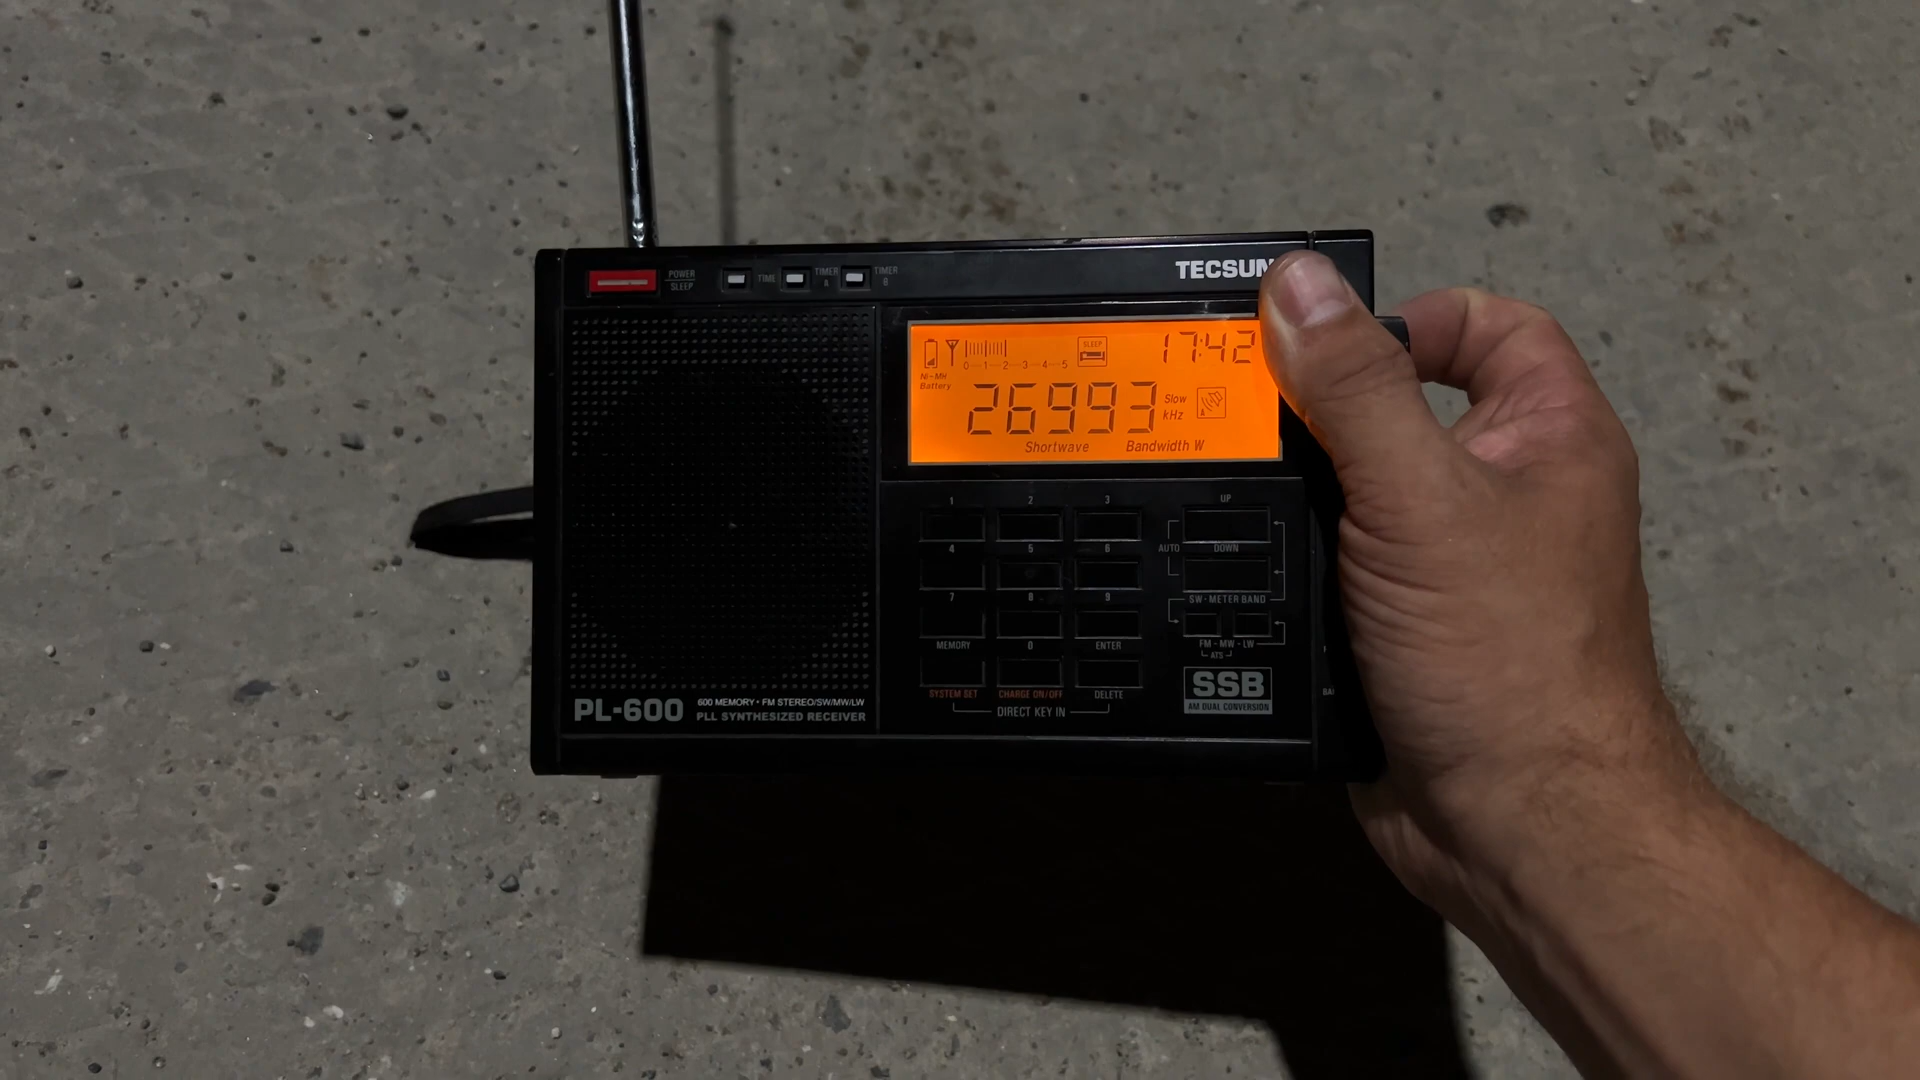 POWER
SLEEP
TIME
TIMER
A
TIMER
B
TECSUN
SLEEP
17:42
0 1 2 3 4 5
Ni-MH
Battery
26993
Slow
kHz
A
Shortwave
Bandwidth W
1 2 3
UP
4 5 6
AUTO
DOWN
7 8 9
SW-METER BAND
MEMORY 0 ENTER
FM - MW - LW
ATS
SYSTEM SET
CHARGE ON/OFF
DELETE
DIRECT KEY IN
SSB
AM DUAL CONVERSION
PL-600
600 MEMORY • FM STEREO/SW/MW/LW
PLL SYNTHESIZED RECEIVER